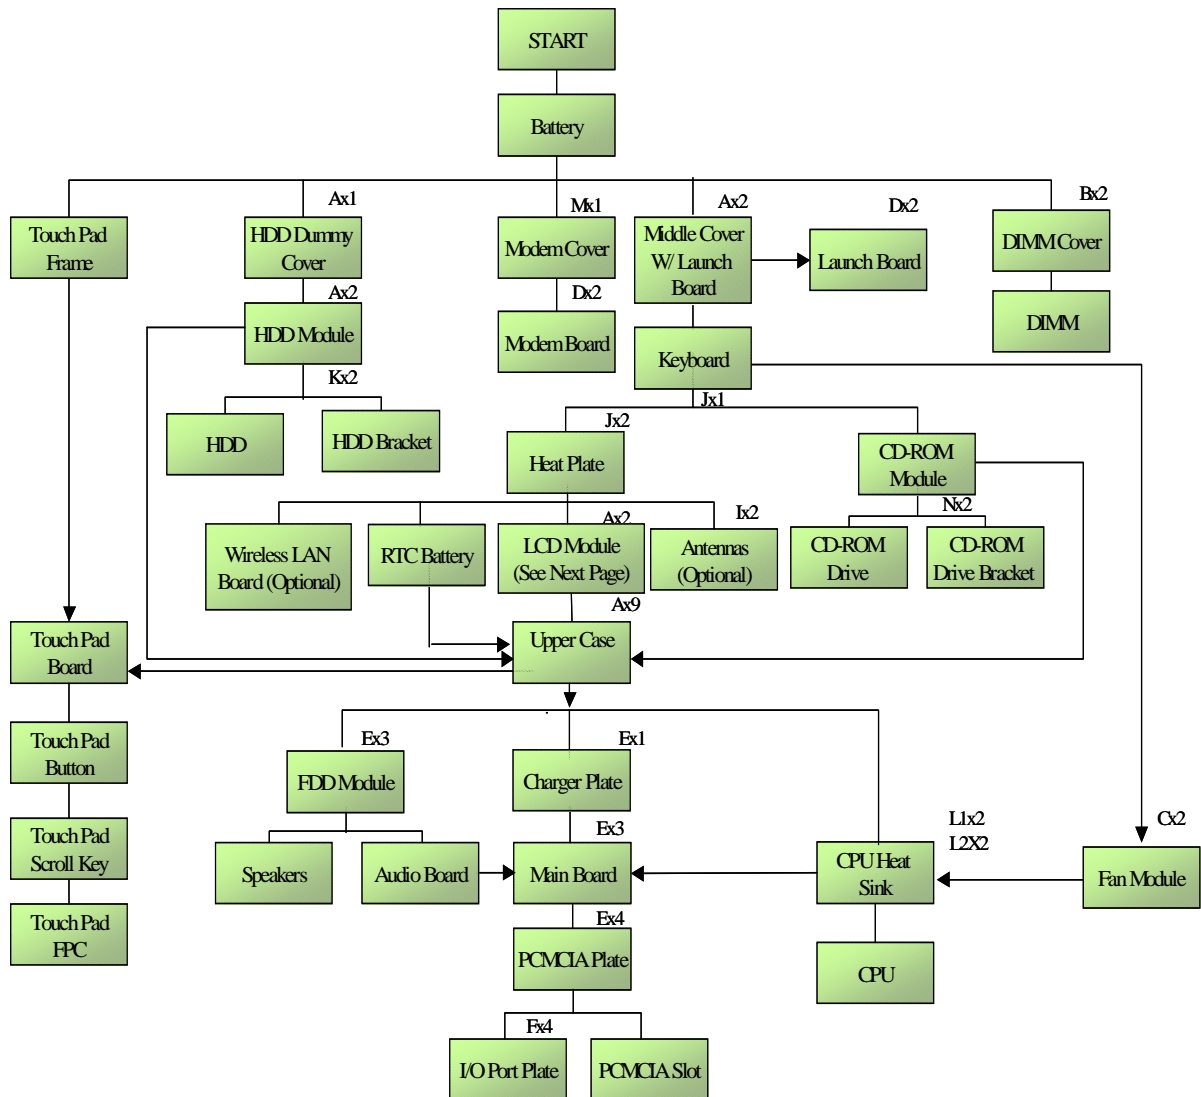 START
Battery
Ax1
Mx1
Ax2
Dx2
Bx2
Touch Pad
Frame
HDD Dummy
Cover
Modem Cover
Middle Cover
W/ Launch
Board
Launch Board
DIMM Cover
Ax2
Dx2
HDD Module
Modem Board
Keyboard
DIMM
Kx2
Jx1
HDD
HDD Bracket
Jx2
Heat Plate
CD-ROM
Module
Ax2
Ix2
Nx2
Wireless LAN
Board (Optional)
RTC Battery
LCD Module
(See Next Page)
Antennas
(Optional)
CD-ROM
Drive
CD-ROM
Drive Bracket
Ax9
Touch Pad
Board
Upper Case
Touch Pad
Button
Ex3
FDD Module
Ex1
Charger Plate
Touch Pad
Scroll Key
Speakers
Audio Board
Ex3
Main Board
L1x2
L2X2
CPU Heat
Sink
Cx2
Fan Module
Touch Pad
FPC
Ex4
PCMCIA Plate
CPU
Fx4
I/O Port Plate
PCMCIA Slot